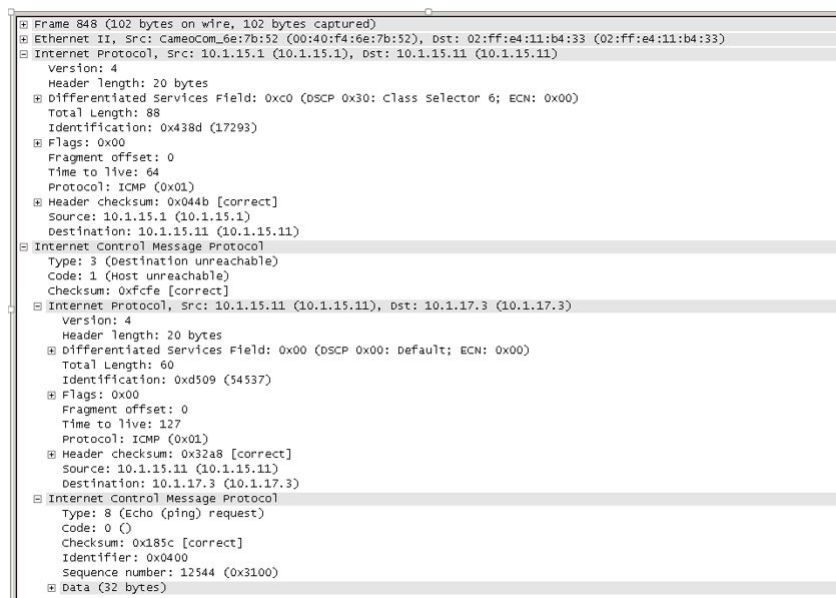 Frame 848 (102 bytes on wire, 102 bytes captured)
Ethernet II, Src: CameoCom_6e:7b:52 (00:40:f4:6e:7b:52), Dst: 02:ff:e4:11:b4:33 (02:ff:e4:11:b4:33)
Internet Protocol, Src: 10.1.15.1 (10.1.15.1), Dst: 10.1.15.11 (10.1.15.11)
Version: 4
Header length: 20 bytes
Differentiated Services Field: 0xc0 (DSCP 0x30: Class Selector 6; ECN: 0x00)
Total Length: 88
Identification: 0x438d (17293)
Flags: 0x00
Fragment offset: 0
Time to live: 64
Protocol: ICMP (0x01)
Header checksum: 0x044b [correct]
Source: 10.1.15.1 (10.1.15.1)
Destination: 10.1.15.11 (10.1.15.11)
Internet Control Message Protocol
Type: 3 (Destination unreachable)
Code: 1 (Host unreachable)
Checksum: 0xfcfe [correct]
Internet Protocol, Src: 10.1.15.11 (10.1.15.11), Dst: 10.1.17.3 (10.1.17.3)
Version: 4
Header length: 20 bytes
Differentiated Services Field: 0x00 (DSCP 0x00: Default; ECN: 0x00)
Total Length: 60
Identification: 0xd509 (54537)
Flags: 0x00
Fragment offset: 0
Time to live: 127
Protocol: ICMP (0x01)
Header checksum: 0x32a8 [correct]
Source: 10.1.15.11 (10.1.15.11)
Destination: 10.1.17.3 (10.1.17.3)
Internet Control Message Protocol
Type: 8 (Echo (ping) request)
Code: 0 ()
Checksum: 0x185c [correct]
Identifier: 0x0400
Sequence number: 12544 (0x3100)
Data (32 bytes)